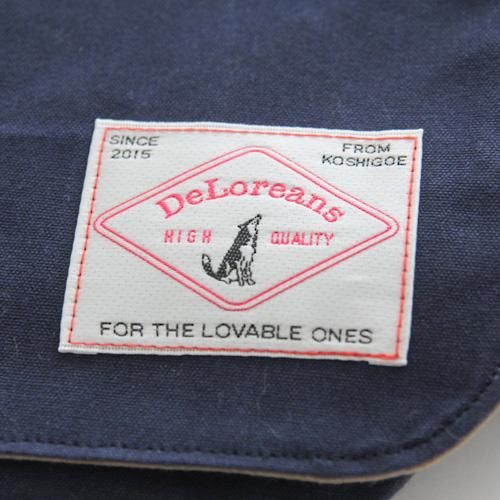 SINCE
2015
FROM
KOSHIGOE
DeLoreans
HIGH QUALITY
FOR THE LOVABLE ONES